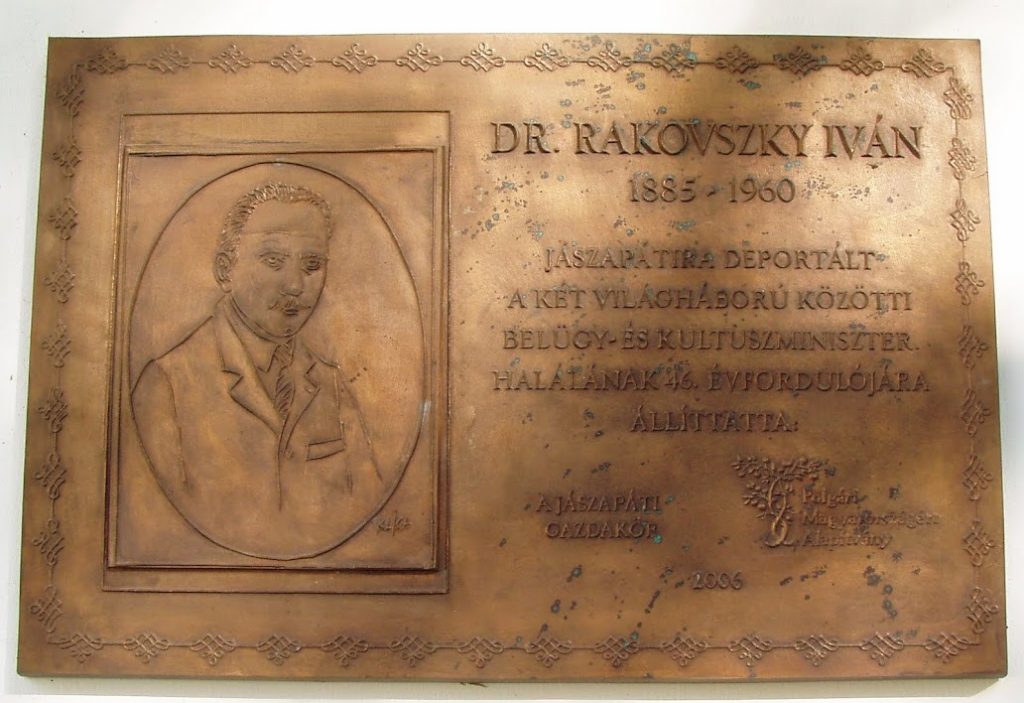 DR. RAKOVSZKY IVÁN
1885 - 1960
JÁSZAPÁTIRA DEPORTÁLT
A KÉT VILÁGHÁBORÚ KÖZÖTTI
BELÜGY- ÉS KULTUSZMINISZTER.
HALÁLÁNAK 46. ÉVFORDULÓJÁRA
ÁLLÍTTATTA:
A JÁSZAPÁTI
GAZDAKÖR
Polgári
Magyarországért
Alapítvány
2006